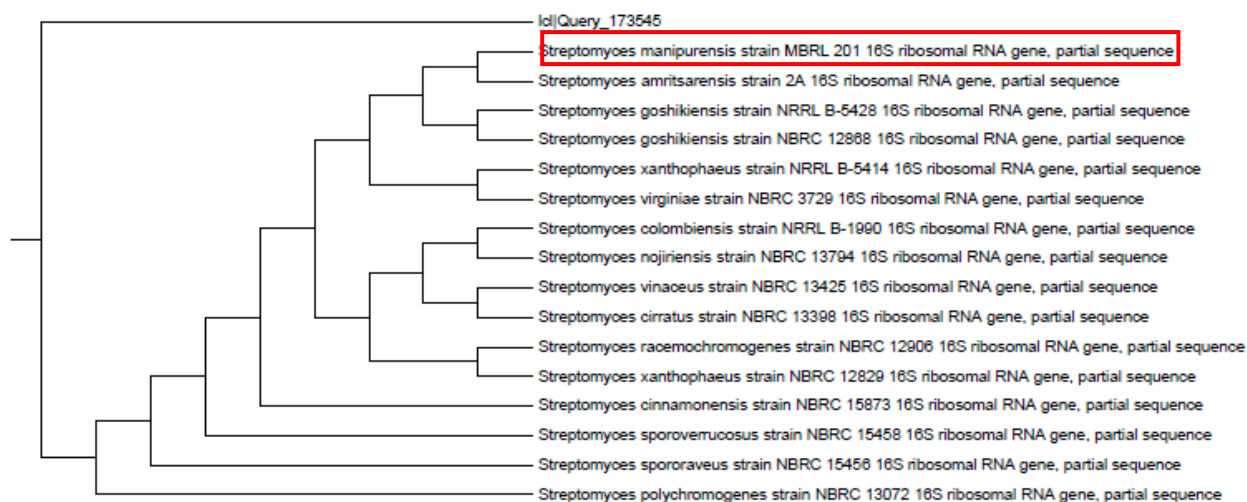 lcl|Query_173545
Streptomyces manipurensis strain MBRL 201 16S ribosomal RNA gene, partial sequence
Streptomyces amritsarensis strain 2A 16S ribosomal RNA gene, partial sequence
Streptomyces goshikiensis strain NRRL B-5428 16S ribosomal RNA gene, partial sequence
Streptomyces goshikiensis strain NBRC 12868 16S ribosomal RNA gene, partial sequence
Streptomyces xanthophaeus strain NRRL B-5414 16S ribosomal RNA gene, partial sequence
Streptomyces virginiae strain NBRC 3729 16S ribosomal RNA gene, partial sequence
Streptomyces colombiensis strain NRRL B-1990 16S ribosomal RNA gene, partial sequence
Streptomyces nojiriensis strain NBRC 13794 16S ribosomal RNA gene, partial sequence
Streptomyces vinaceus strain NBRC 13425 16S ribosomal RNA gene, partial sequence
Streptomyces cirratus strain NBRC 13398 16S ribosomal RNA gene, partial sequence
Streptomyces racemochromogenes strain NBRC 12906 16S ribosomal RNA gene, partial sequence
Streptomyces xanthophaeus strain NBRC 12829 16S ribosomal RNA gene, partial sequence
Streptomyces cinnamonensis strain NBRC 15873 16S ribosomal RNA gene, partial sequence
Streptomyces sporoverrucosus strain NBRC 15458 16S ribosomal RNA gene, partial sequence
Streptomyces spororaveus strain NBRC 15456 16S ribosomal RNA gene, partial sequence
Streptomyces polychromogenes strain NBRC 13072 16S ribosomal RNA gene, partial sequence